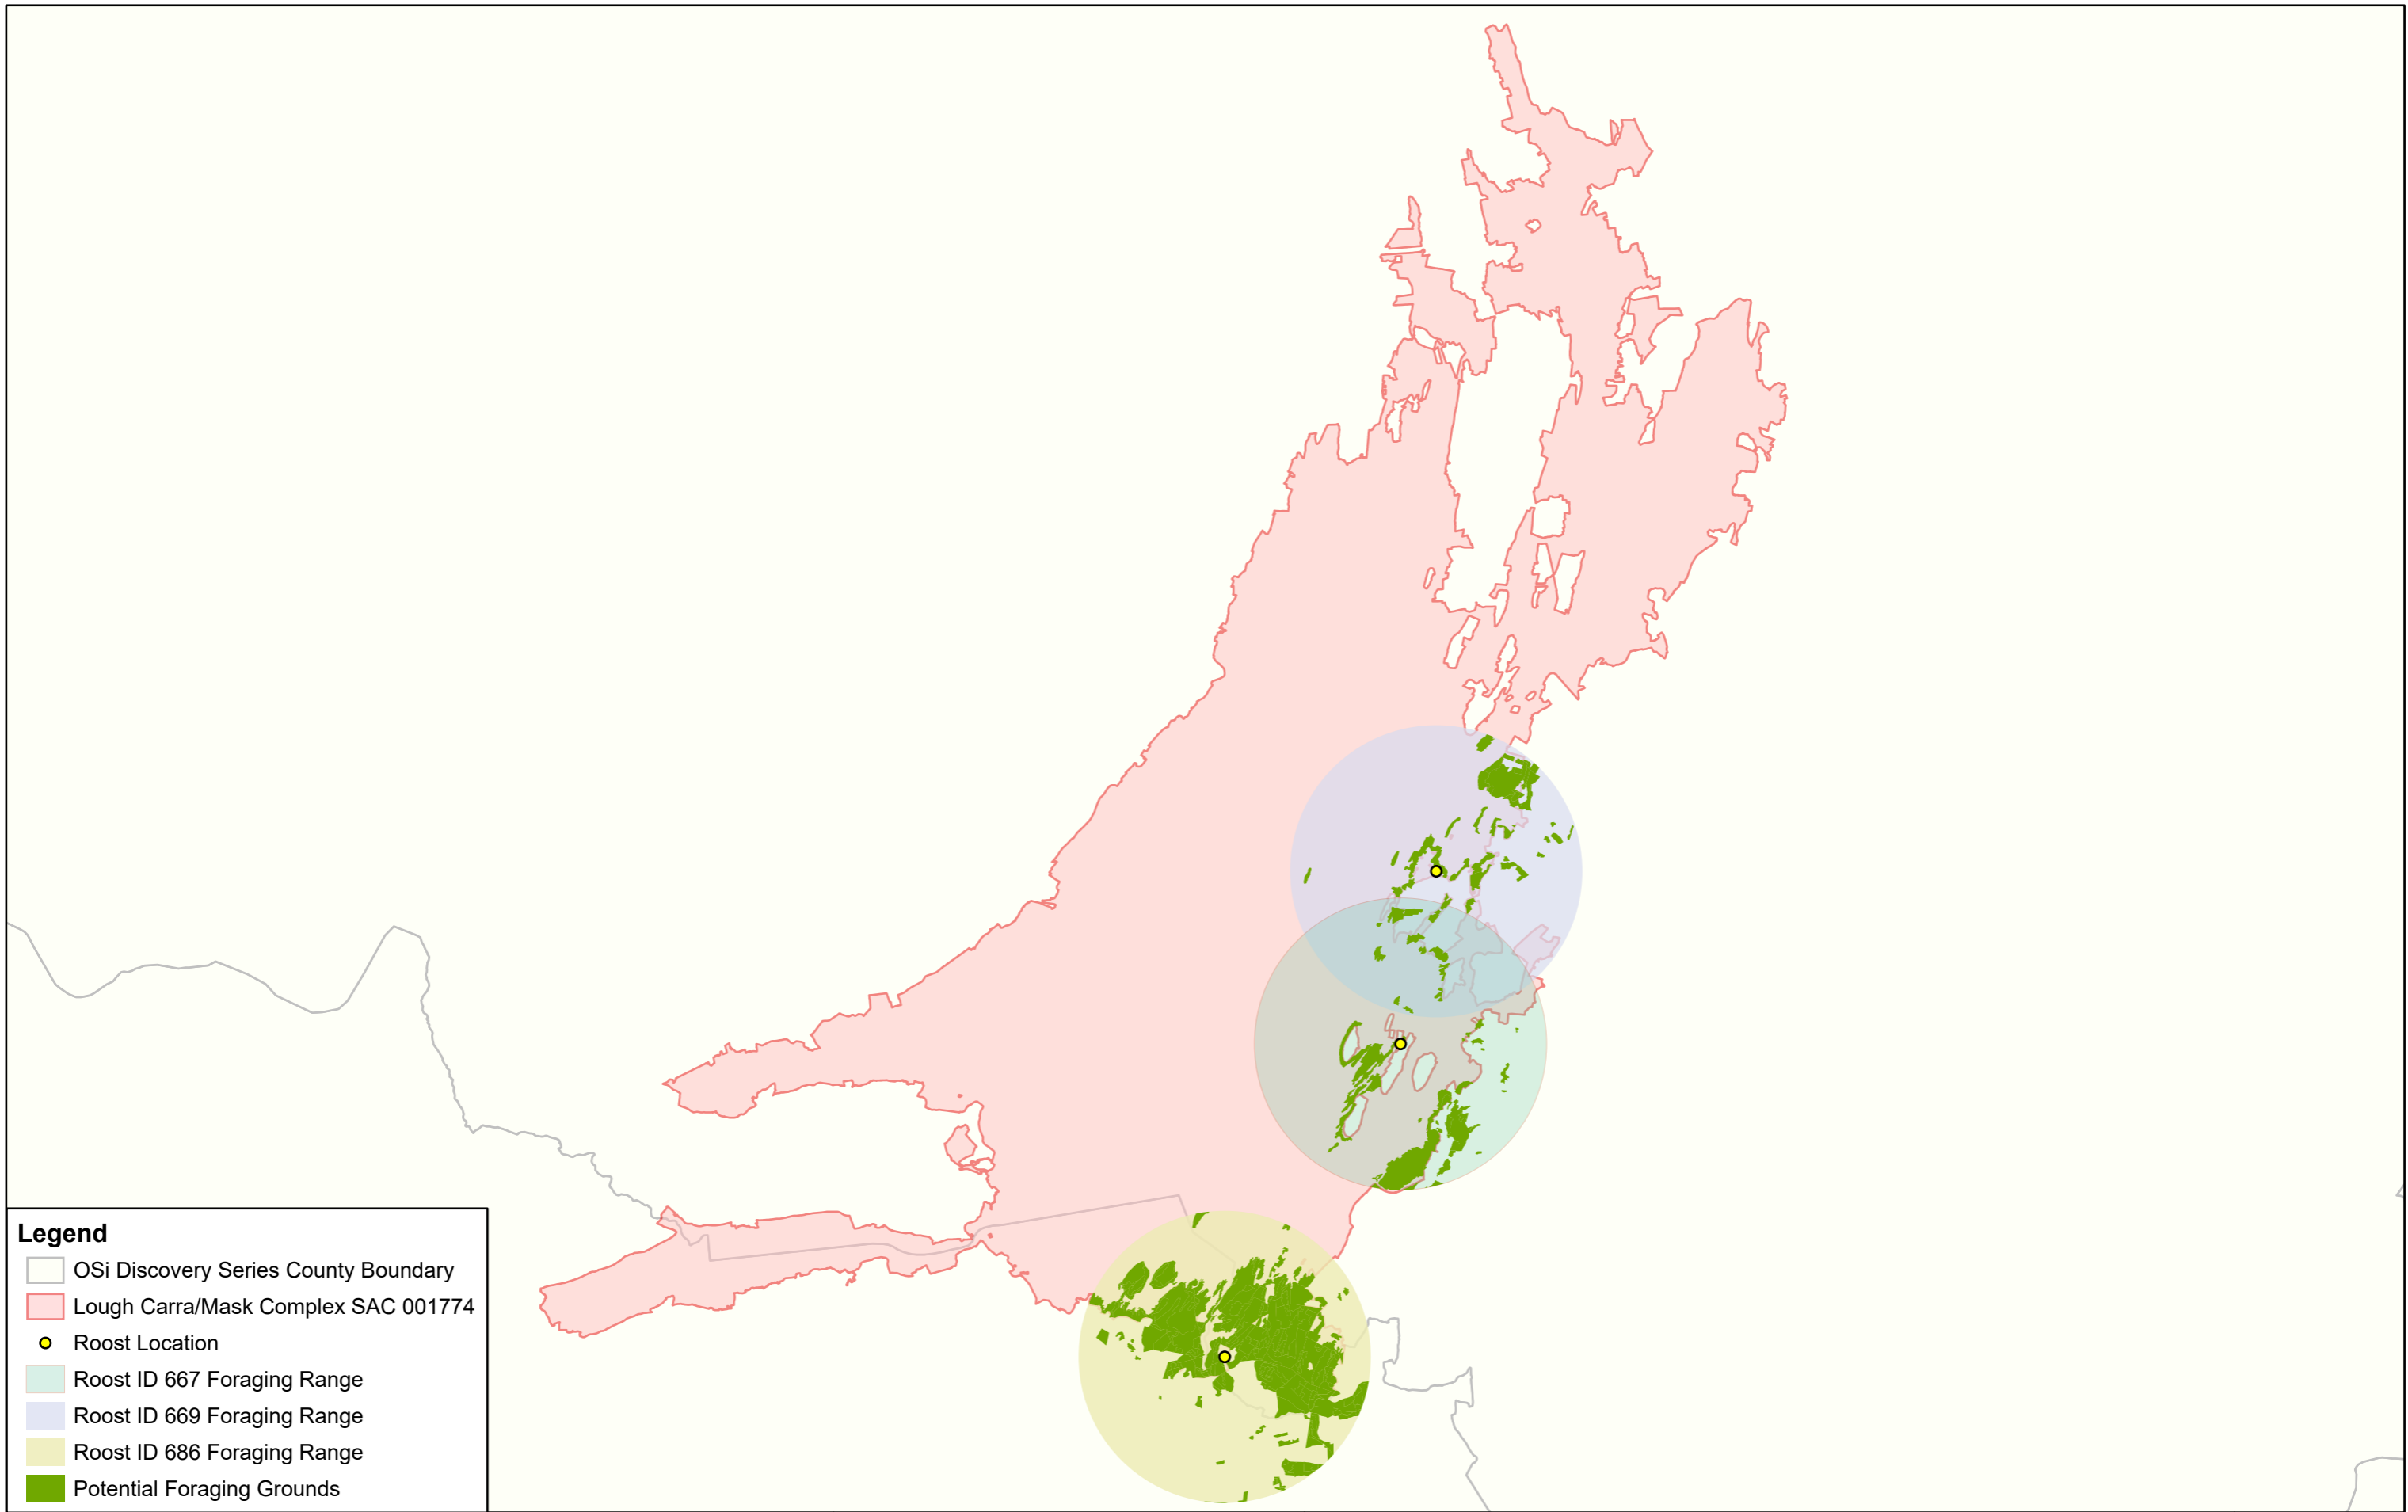 Legend
OSi Discovery Series County Boundary
Lough Carra/Mask Complex SAC 001774
Roost Location
Roost ID 667 Foraging Range
Roost ID 669 Foraging Range
Roost ID 686 Foraging Range
Potential Foraging Grounds